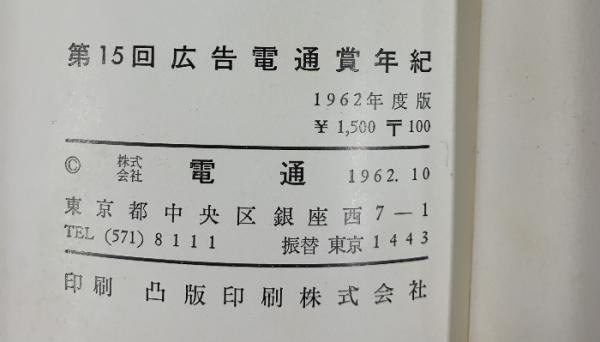 第15回広告電通賞年紀
1962年度版
¥ 1,500 〒100
© 株式会社 電通 1962. 10
東京都中央区銀座西7—1
TEL (571) 8111 振替 東京1443
印刷 凸版印刷株式会社